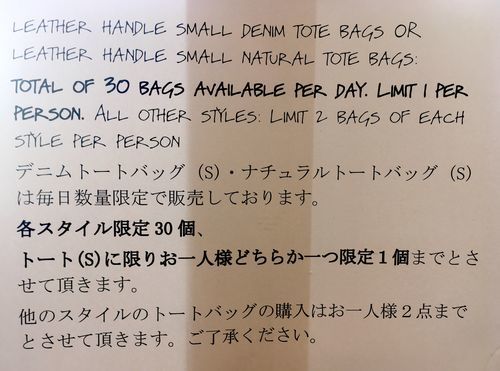 LEATHER HANDLE SMALL DENIM TOTE BAGS OR
LEATHER HANDLE SMALL NATURAL TOTE BAGS:
TOTAL OF 30 BAGS AVAILABLE PER DAY. LIMIT 1 PER
PERSON. ALL OTHER STYLES: LIMIT 2 BAGS OF EACH
STYLE PER PERSON
デニムトートバッグ (S)・ナチュラルトートバッグ (S)
は毎日数量限定で販売しております。
各スタイル限定 30 個、
トート(S)に限りお一人様どちらか一つ限定 1 個までとさ
せて頂きます。
他のスタイルのトートバッグの購入はお一人様 2 点まで
とさせて頂きます。ご了承ください。